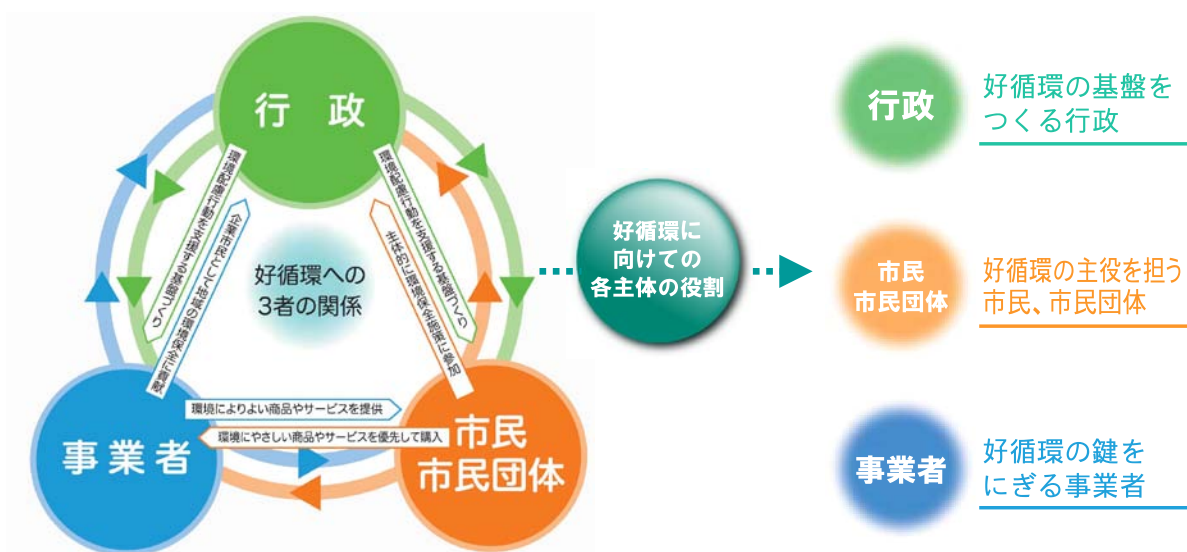 行 政
環境配慮行動を支援する基盤づくり
企業市民として地域の環境保全に貢献
環境配慮行動を支援する基盤づくり
主体的に環境保全施策に参加
好循環への
3者の関係
事業者
環境によりよい商品やサービスを提供
環境にやさしい商品やサービスを優先して購入
市民
市民団体
好循環に
向けての
各主体の役割
行政
好循環の基盤を
つくる行政
市民
市民団体
好循環の主役を担う
市民、市民団体
事業者
好循環の鍵を
にぎる事業者